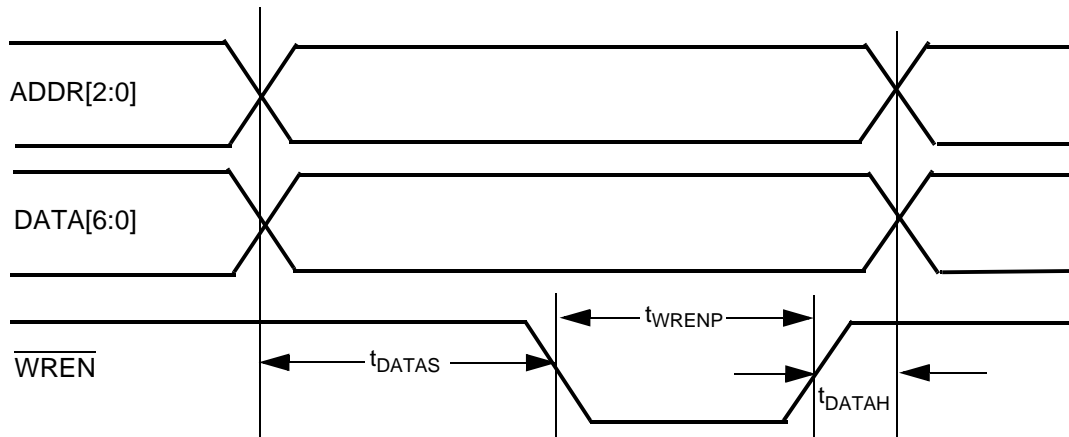 ADDR[2:0]
DATA[6:0]
tWRENP
WREN
tDATAS
tDATAH